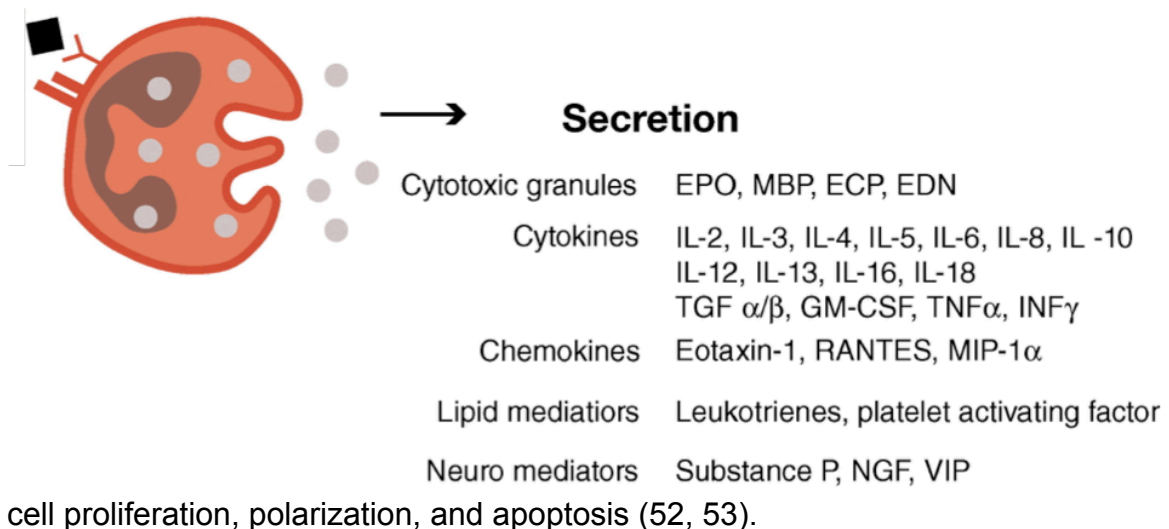 Secretion
Cytotoxic granules EPO, MBP, ECP, EDN
Cytokines IL-2, IL-3, IL-4, IL-5, IL-6, IL-8, IL -10
IL-12, IL-13, IL-16, IL-18
TGF α/β, GM-CSF, TNFα, INFγ
Chemokines Eotaxin-1, RANTES, MIP-1α
Lipid mediatiors Leukotrienes, platelet activating factor
Neuro mediators Substance P, NGF, VIP
cell proliferation, polarization, and apoptosis (52, 53).